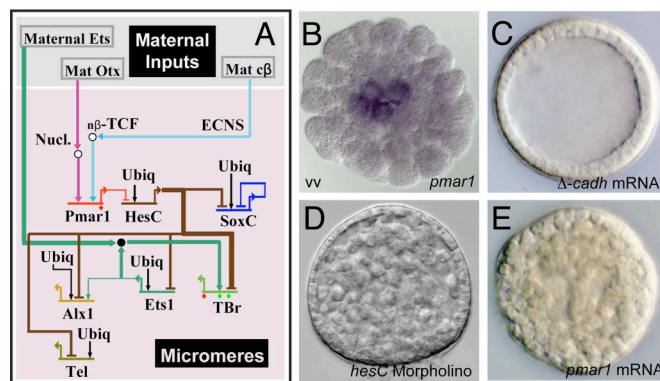 A
Maternal Ets
Maternal
Inputs
Mat Otx
Mat cβ
nβ-TCF
ECNS
Nucl.
Ubiq
Ubiq
Pmar1
HesC
SoxC
Ubiq
Ubiq
Alx1
Ets1
TBr
Ubiq
Tel
Micromeres
B
vv
pmar1
C
Δ-cadh mRNA
D
hesC Morpholino
E
pmar1 mRNA